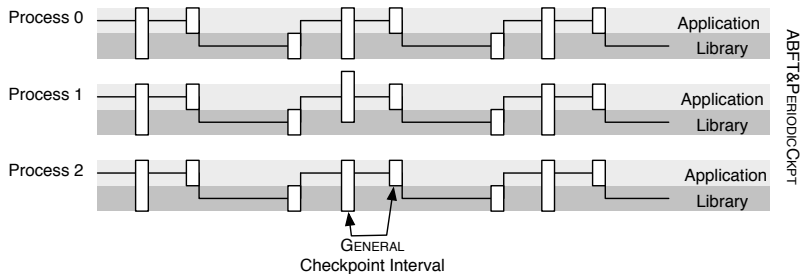 Process 0
Application
Library
Process 1
Application
Library
Process 2
Application
Library
ABFT&PERIODICCKPT
GENERAL
Checkpoint Interval